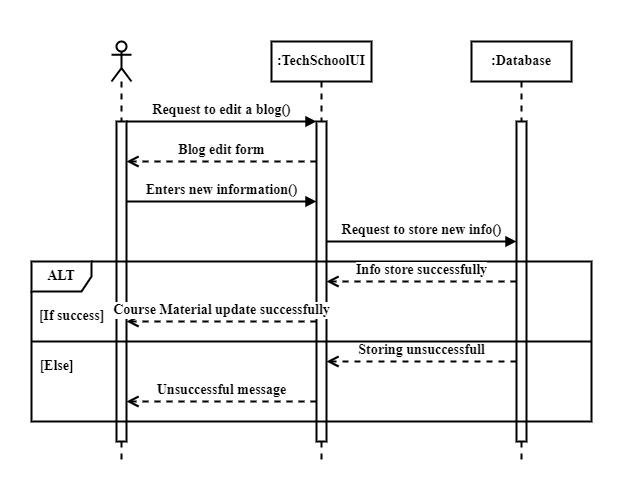 :TechSchoolUI
:Database
Request to edit a blog()
Blog edit form
Enters new information()
Request to store new info()
ALT
Info store successfully
[If success]
Course Material update successfully
Storing unsuccessfull
[Else]
Unsuccessful message